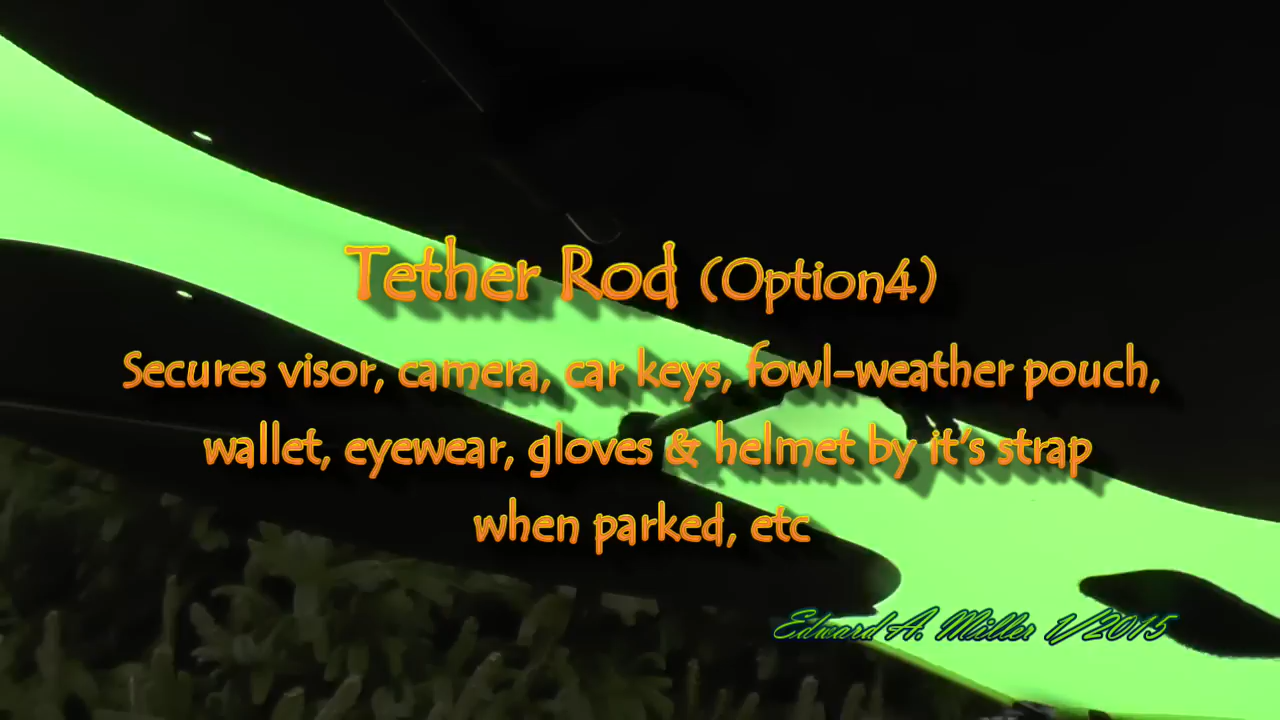 Tether Rod (Option4)
Secures visor, camera, car keys, fowl-weather pouch,
wallet, eyewear, gloves & helmet by it's strap
when parked, etc
Edward A. Miller 1/2015